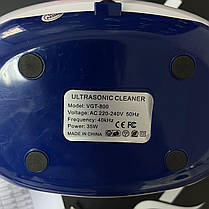 ULTRASONIC CLEANER
Model: VGT-800
Voltage: AC 220-240V 50Hz
Frequency: 40kHz
Power: 35W
MADE IN CHINA